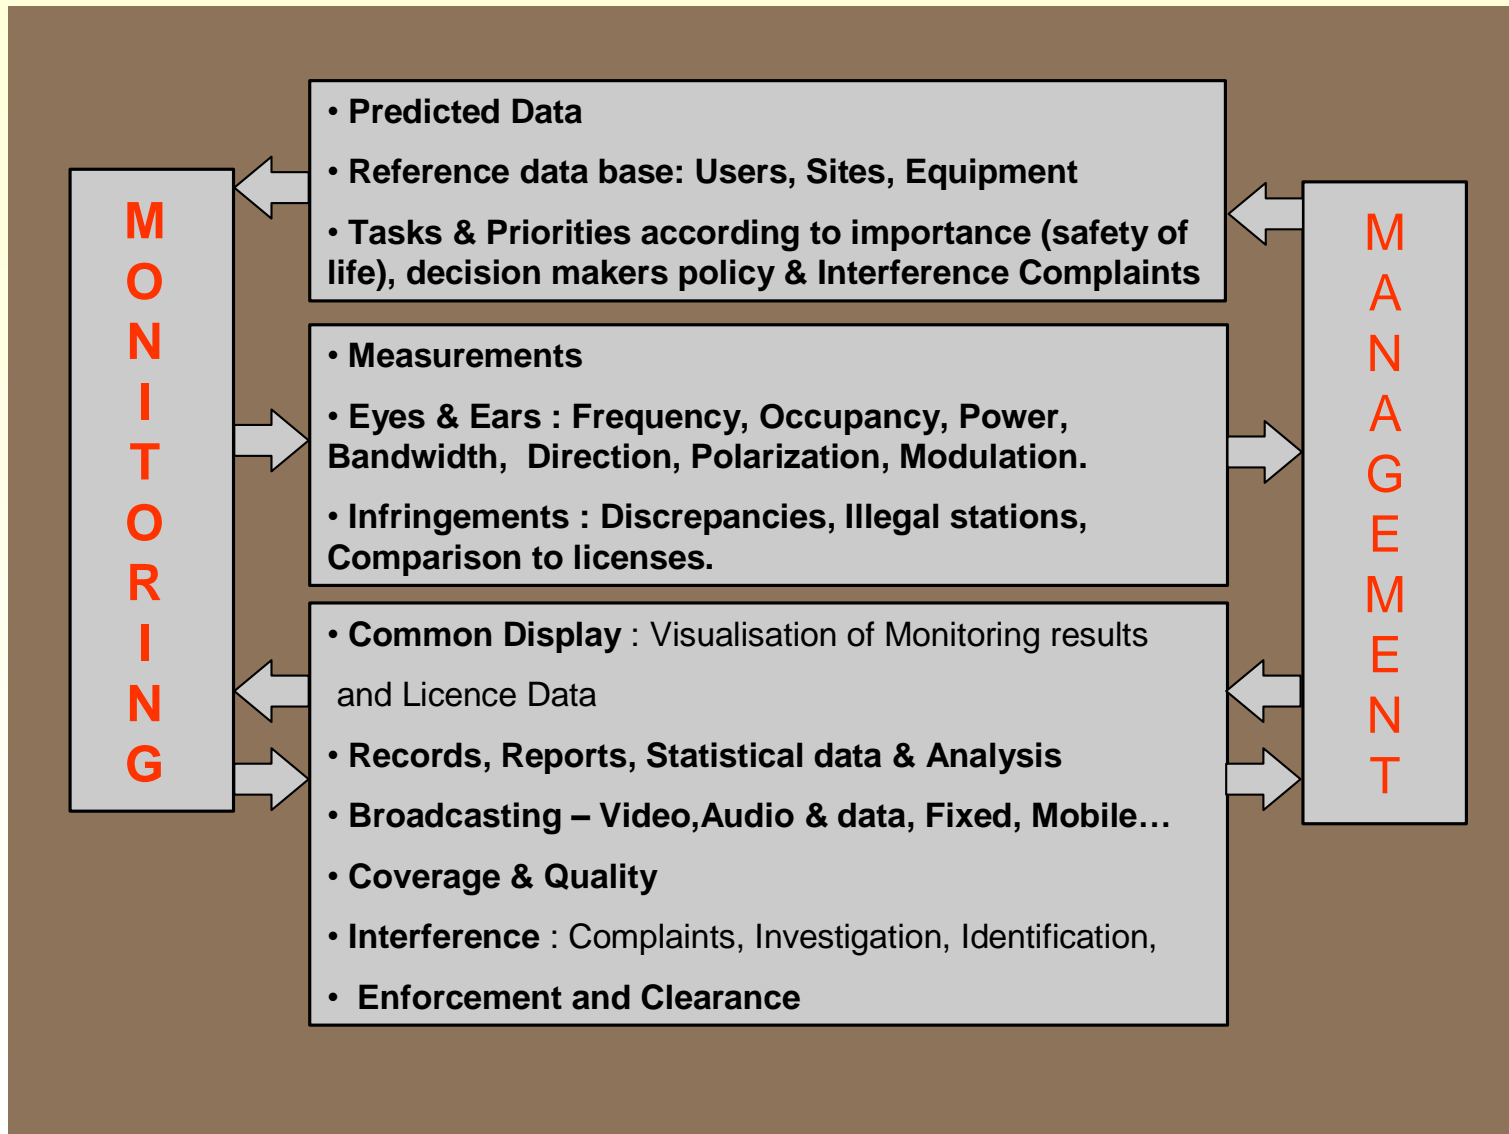 MONITORING
• Predicted Data
• Reference data base: Users, Sites, Equipment
• Tasks & Priorities according to importance (safety of
life), decision makers policy & Interference Complaints
• Measurements
• Eyes & Ears : Frequency, Occupancy, Power,
Bandwidth,  Direction, Polarization, Modulation.
• Infringements : Discrepancies, Illegal stations,
Comparison to licenses.
• Common Display : Visualisation of Monitoring results
and Licence Data
• Records, Reports, Statistical data & Analysis
• Broadcasting – Video,Audio & data, Fixed, Mobile…
• Coverage & Quality
• Interference : Complaints, Investigation, Identification,
•  Enforcement and Clearance
MANAGEMENT